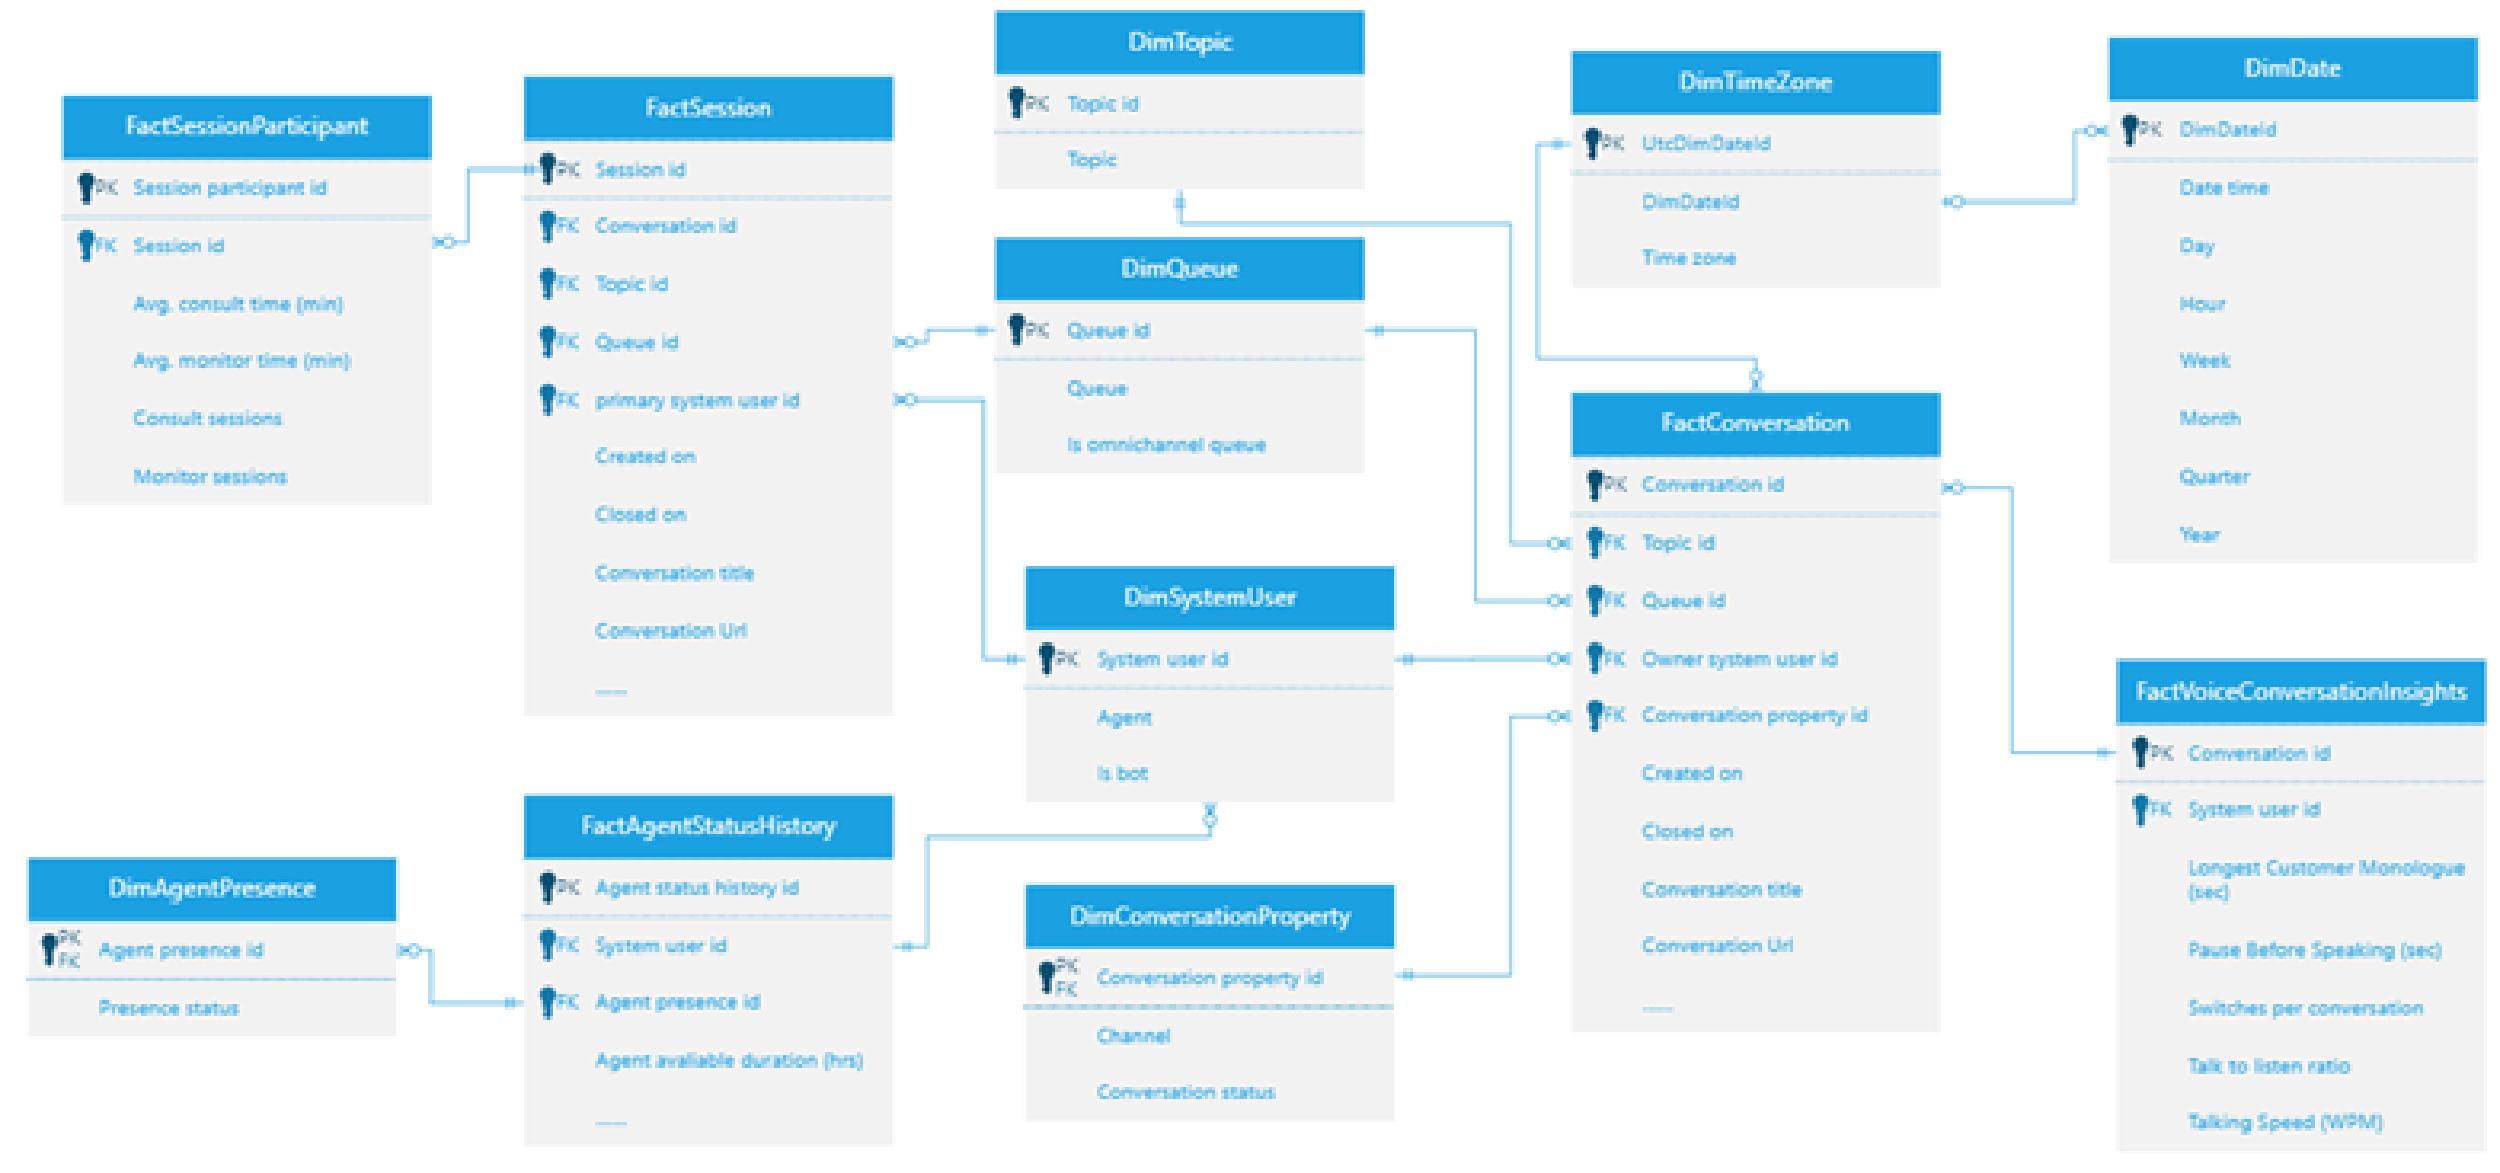 FactSessionParticipant
PK Session participant id
FK Session id
Avg. consult time (min)
Avg. monitor time (min)
Consult sessions
Monitor sessions
FactSession
PK Session id
FK Conversation id
FK Topic id
FK Queue id
FK primary system user id
Created on
Closed on
Conversation title
Conversation Url
-----
DimTopic
PK Topic id
Topic
DimQueue
PK Queue id
Queue
Is omnichannel queue
DimTimeZone
PK UtcDimDateId
DimDateId
Time zone
DimDate
PK DimDateId
Date time
Day
Hour
Week
Month
Quarter
Year
DimSystemUser
PK System user id
Agent
Is bot
FactConversation
PK Conversation id
FK Topic id
FK Queue id
FK Owner system user id
FK Conversation property id
Created on
Closed on
Conversation title
Conversation Url
-----
FactVoiceConversationInsights
PK Conversation id
FK System user id
Longest Customer Monologue
(sec)
Pause Before Speaking (sec)
Switches per conversation
Talk to listen ratio
Talking Speed (WPM)
DimAgentPresence
PK
FK Agent presence id
Presence status
FactAgentStatusHistory
PK Agent status history id
FK System user id
FK Agent presence id
Agent avaliable duration (hrs)
-----
DimConversationProperty
PK
FK Conversation property id
Channel
Conversation status